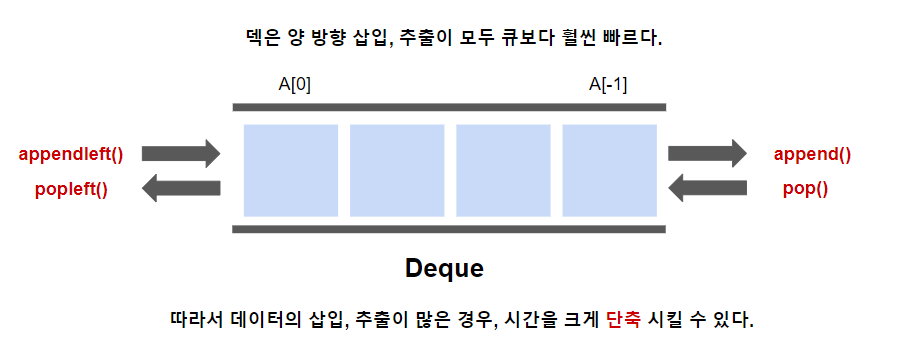 덱은 양 방향 삽입, 추출이 모두 큐보다 훨씬 빠르다.
A[0] A[-1]
appendleft() append()
popleft() pop()
Deque
따라서 데이터의 삽입, 추출이 많은 경우, 시간을 크게 단축 시킬 수 있다.